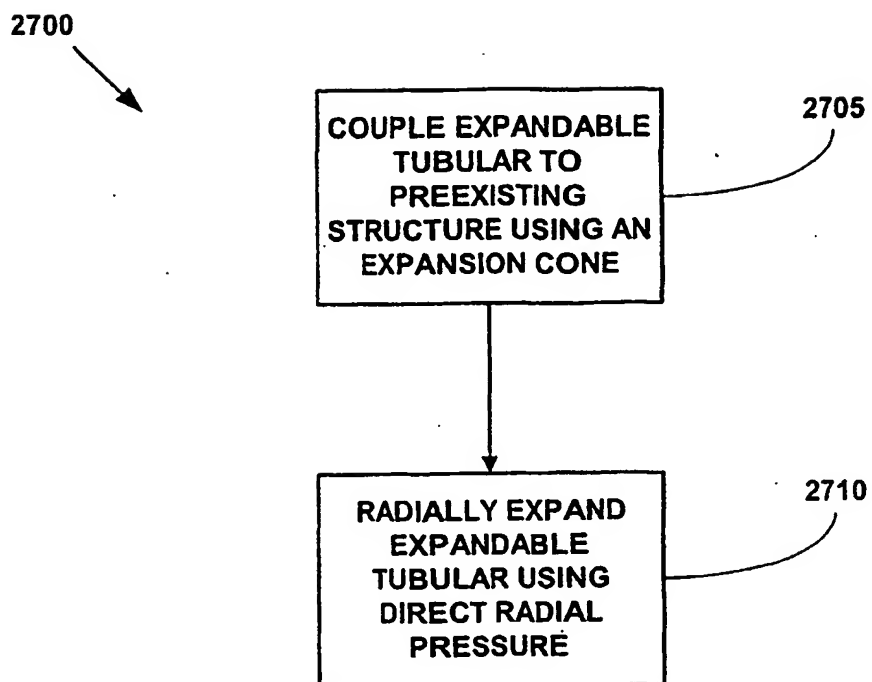 2700
COUPLE EXPANDABLE
TUBULAR TO
PREEXISTING
STRUCTURE USING AN
EXPANSION CONE
2705
RADIALLY EXPAND
EXPANDABLE
TUBULAR USING
DIRECT RADIAL
PRESSURE
2710